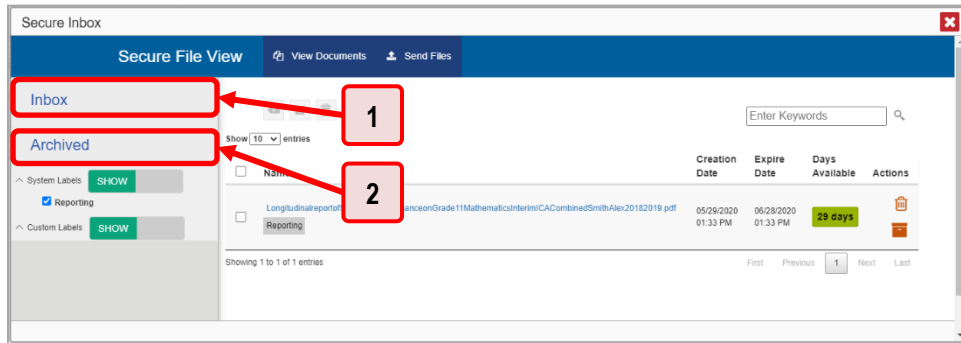 Secure Inbox
Secure File View
View Documents
Send Files
Inbox
1
Enter Keywords
Archived
Show 10 entries
2
Creation Date
Expire Date
Days Available
Actions
System Labels SHOW
Reporting
Custom Labels SHOW
anceonGrade11MathematicsInterimICACombinedSmithAlex20182019.pdf
Reporting
05/29/2020 01:33 PM
06/28/2020 01:33 PM
29 days
Showing 1 to 1 of 1 entries
First Previous 1 Next Last